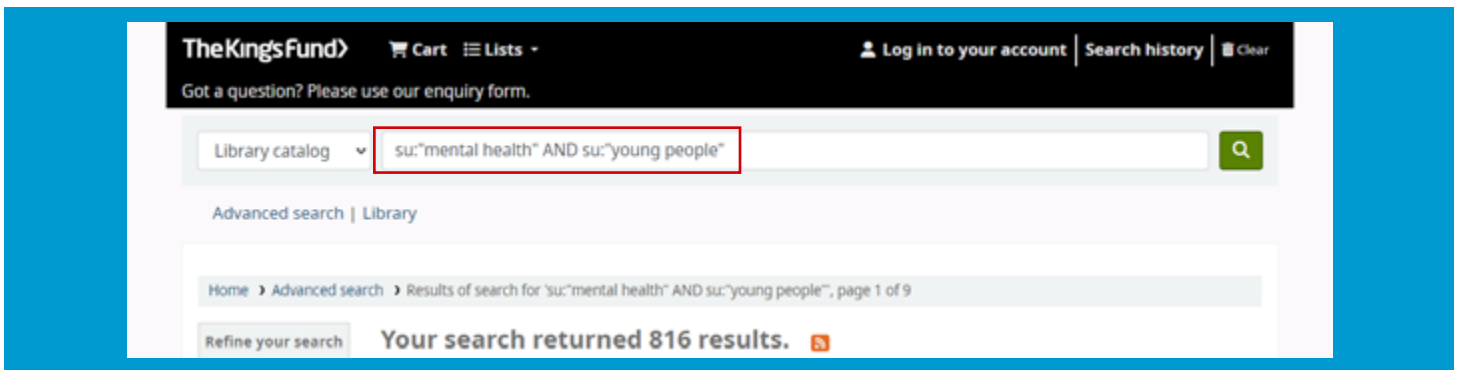 TheKing'sFund> Cart Lists Log in to your account Search history Clear
Got a question? Please use our enquiry form.
Library catalog su:"mental health" AND su:"young people"
Advanced search | Library
Home > Advanced search > Results of search for 'su:"mental health" AND su:"young people"', page 1 of 9
Refine your search Your search returned 816 results.